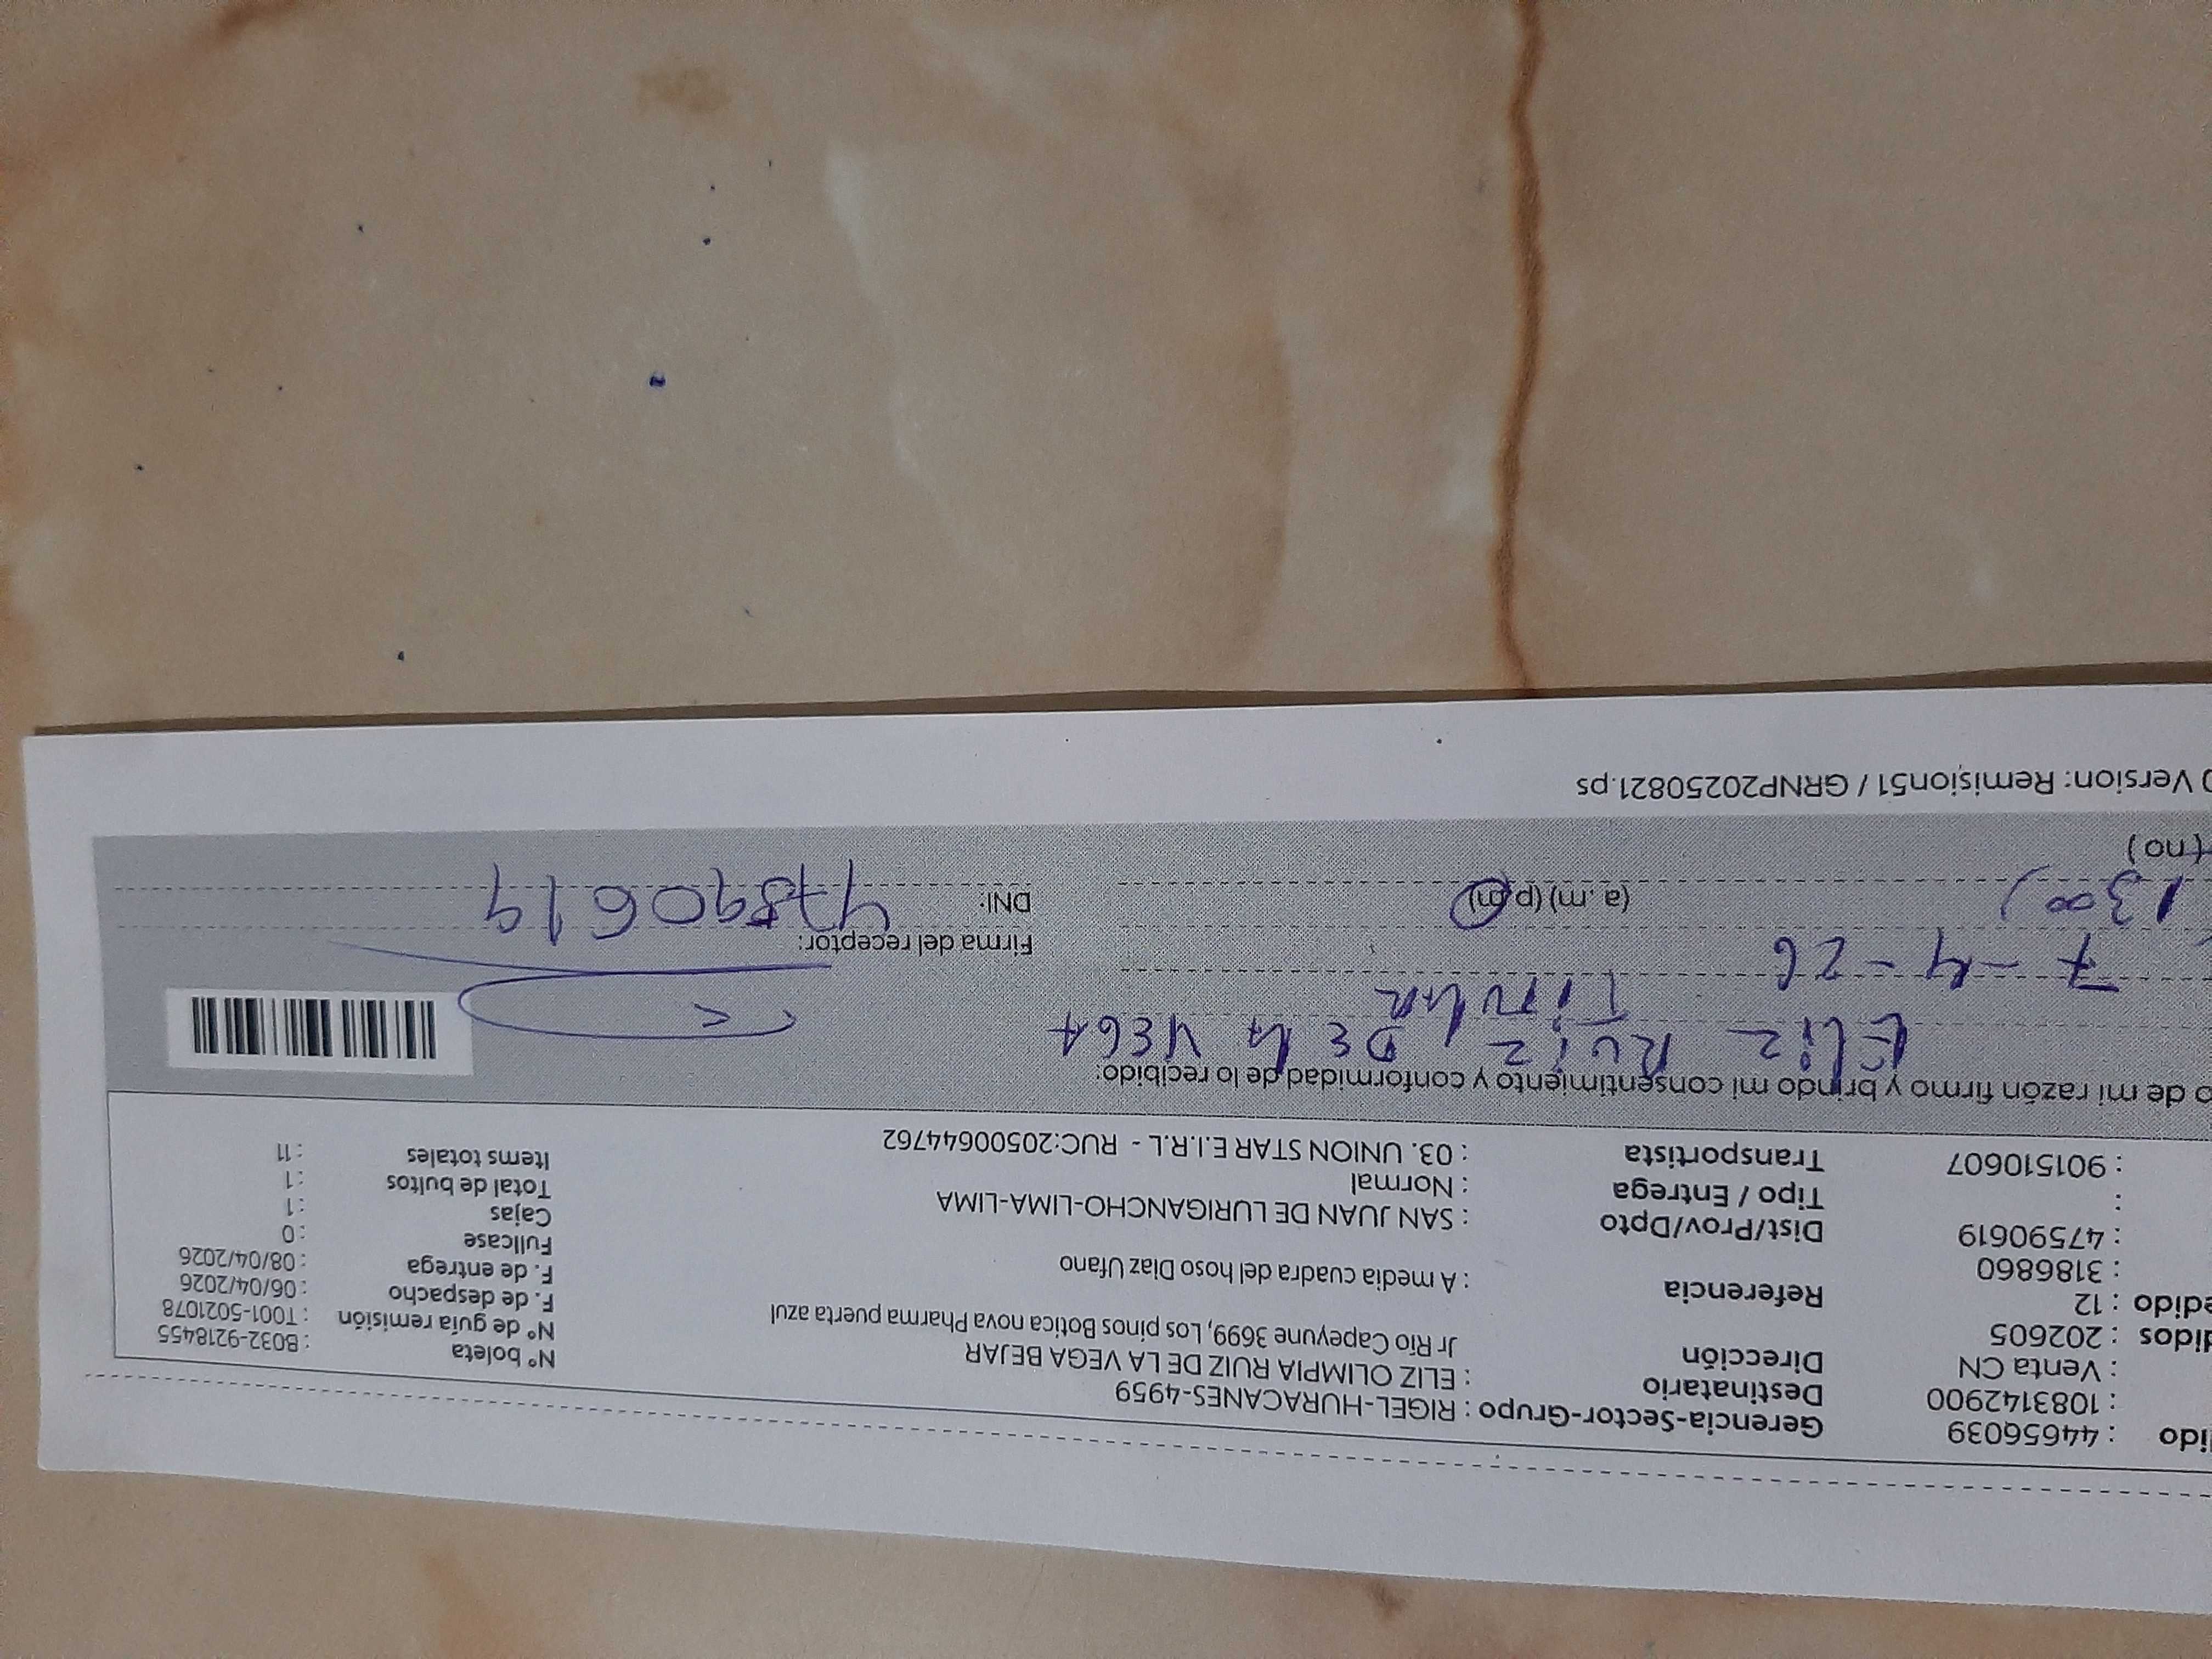 ido : 44656039 Gerencia-Sector-Grupo : RIGEL-HURACANES-4959
: 1083142900 Destinatario : ELIZ OLIMPIA RUIZ DE LA VEGA BEJAR Nº boleta : B032-9218455
: Venta CN Dirección Jr Río Capeyune 3699, Los pinos Botica nova Pharma puerta azul Nº de guía remisión : T001-5021078
didos : 202605 F. de despacho : 06/04/2026
edido : 12 Referencia : A media cuadra del hoso Diaz Ufano F. de entrega : 08/04/2026
: 3186860 Fullcase : 0
: 47590619 Dist/Prov/Dpto : SAN JUAN DE LURIGANCHO-LIMA-LIMA Cajas : 1
: Tipo / Entrega : Normal Total de bultos : 1
: 901510607 Transportista : 03. UNION STAR E.I.R.L - RUC:20500644762 Items totales : 11
o de mi razón firmo y brindo mi consentimiento y conformidad de lo recibido:
Eliz Ruiz DE la VEGA
Titular
7-4-26 Firma del receptor:
1300 (a.m) (p.m) DNI: 47590619
(no)
Version: Remision51 / GRNP20250821.ps